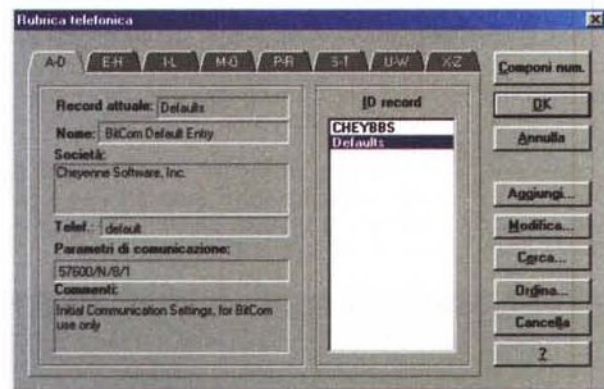 Rubrica telefonica
A-D E-H I-L M-O P-R S-T U-W X-Z
Record attuale: Defaults
Nome: BitCom Default Entry
Società:
Cheyenne Software, Inc.
Telef.: default
Parametri di comunicazione:
57600/N/8/1
Commenti:
Initial Communication Settings, for BitCom
use only
ID record
CHEYBBS
Defaults
Componi num.
OK
Annulla
Aggiungi...
Modifica...
Cerca...
Ordina...
Cancella
?